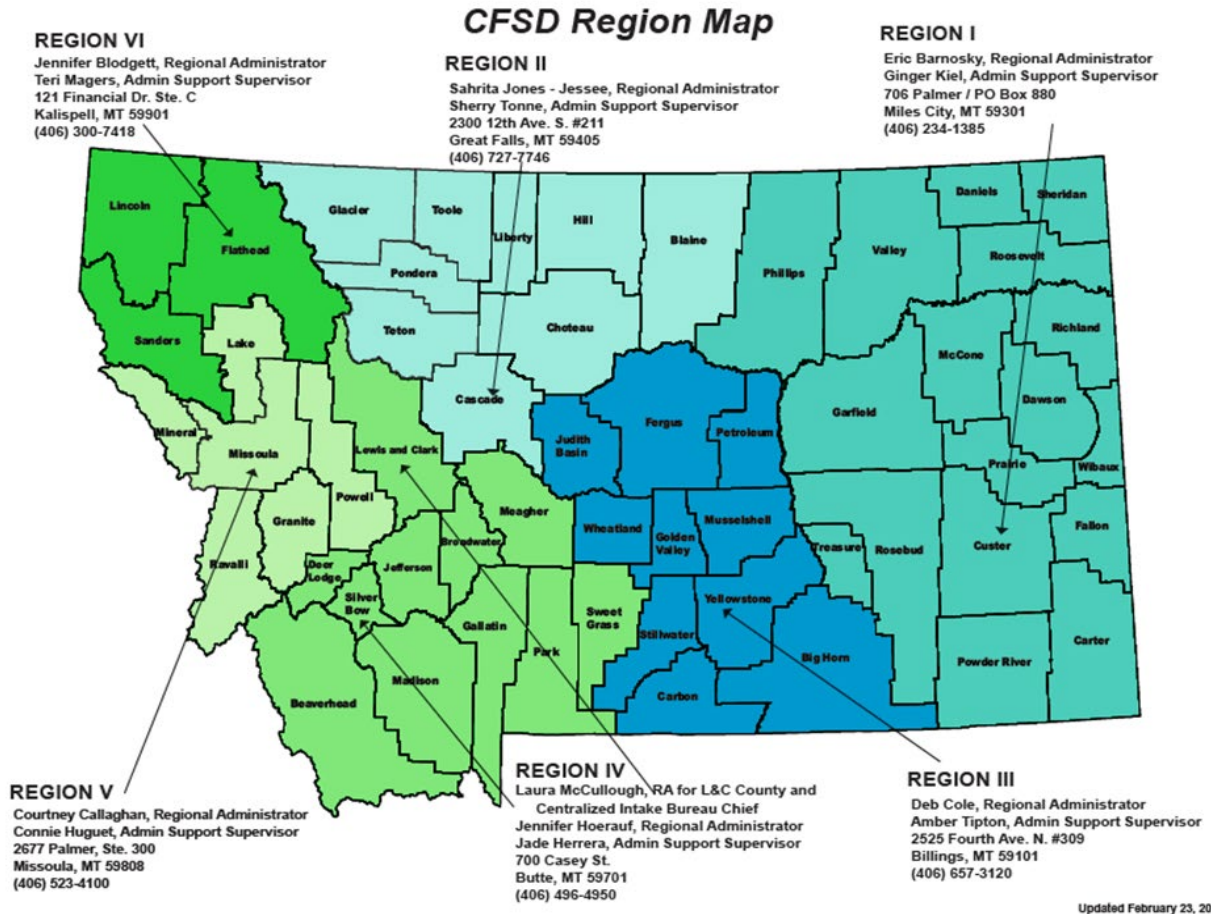 CFSD Region Map
REGION VI
Jennifer Blodgett, Regional Administrator
Teri Magers, Admin Support Supervisor
121 Financial Dr. Ste. C
Kalispell, MT 59901
(406) 300-7418
REGION II
Sahrita Jones - Jessee, Regional Administrator
Sherry Tonne, Admin Support Supervisor
2300 12th Ave. S. #211
Great Falls, MT 59405
(406) 727-7746
REGION I
Eric Barnosky, Regional Administrator
Ginger Kiel, Admin Support Supervisor
706 Palmer / PO Box 880
Miles City, MT 59301
(406) 234-1385
Lincoln
Flathead
Glacier
Toole
Liberty
Hill
Blaine
Phillips
Valley
Daniels
Sheridan
Roosevelt
Pondera
Teton
Choteau
Sanders
Lake
Richland
McCone
Dawson
Garfield
Cascade
Fergus
Petroleum
Judith
Basin
Mineral
Missoula
Lewis and Clark
Prairie
Wibaux
Powell
Granite
Meagher
Wheatland
Golden
Valley
Musselshell
Treasure
Rosebud
Custer
Fallon
Ravalli
Deer
Lodge
Jefferson
Broadwater
Silver
Bow
Gallatin
Park
Sweet
Grass
Stillwater
Yellowstone
Big Horn
Carbon
Powder River
Carter
Beaverhead
Madison
REGION V
Courtney Callaghan, Regional Administrator
Connie Huguet, Admin Support Supervisor
2677 Palmer, Ste. 300
Missoula, MT 59808
(406) 523-4100
REGION IV
Laura McCullough, RA for L&C County and
Centralized Intake Bureau Chief
Jennifer Hoerauf, Regional Administrator
Jade Herrera, Admin Support Supervisor
700 Casey St.
Butte, MT 59701
(406) 496-4950
REGION III
Deb Cole, Regional Administrator
Amber Tipton, Admin Support Supervisor
2525 Fourth Ave. N. #309
Billings, MT 59101
(406) 657-3120
Updated February 23, 20